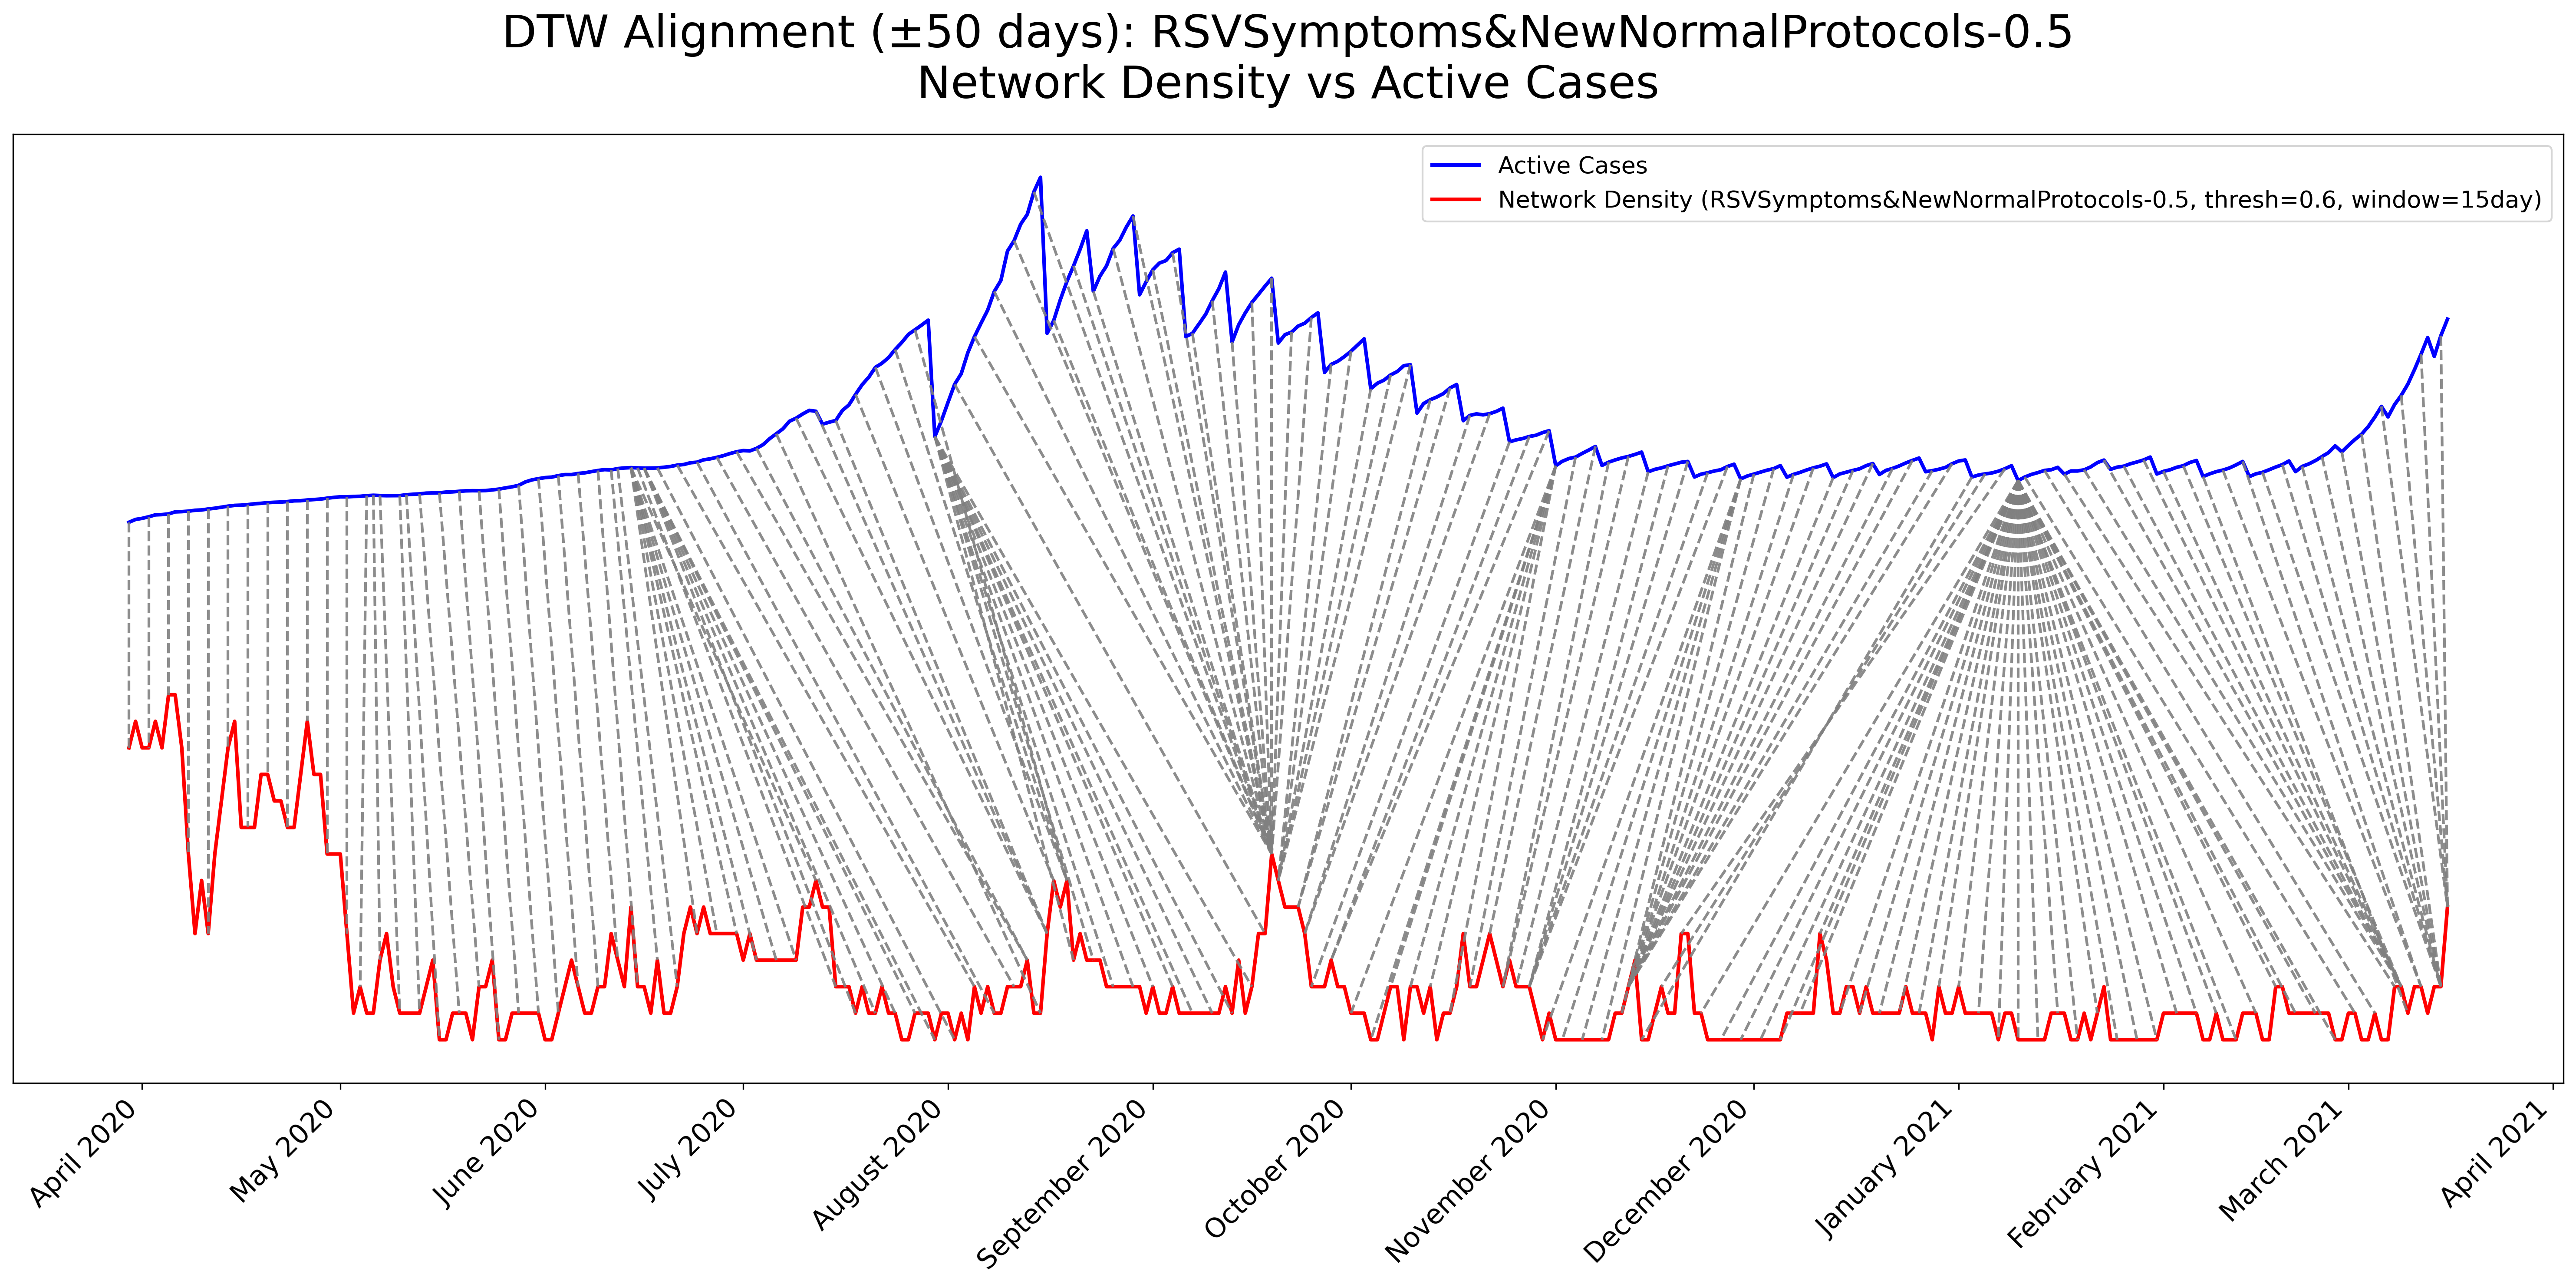 DTW Alignment (±50 days): RSVSymptoms&NewNormalProtocols-0.5
Network Density vs Active Cases
Active Cases
Network Density (RSVSymptoms&NewNormalProtocols-0.5, thresh=0.6, window=15day)
April 2020
May 2020
June 2020
July 2020
August 2020
September 2020
October 2020
November 2020
December 2020
January 2021
February 2021
March 2021
April 2021